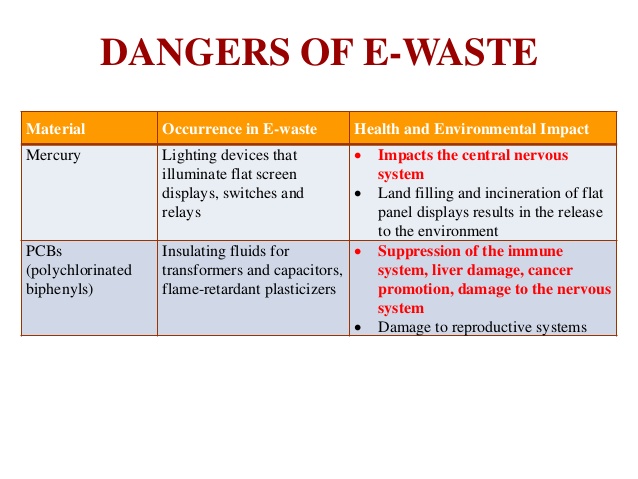 DANGERS OF E-WASTE
Material
Occurrence in E-waste
Health and Environmental Impact
Mercury
Lighting devices that
illuminate flat screen
displays, switches and
relays
• Impacts the central nervous
system
• Land filling and incineration of flat
panel displays results in the release
to the environment
PCBs
(polychlorinated
biphenyls)
Insulating fluids for
transformers and capacitors,
flame-retardant plasticizers
• Suppression of the immune
system, liver damage, cancer
promotion, damage to the nervous
system
• Damage to reproductive systems